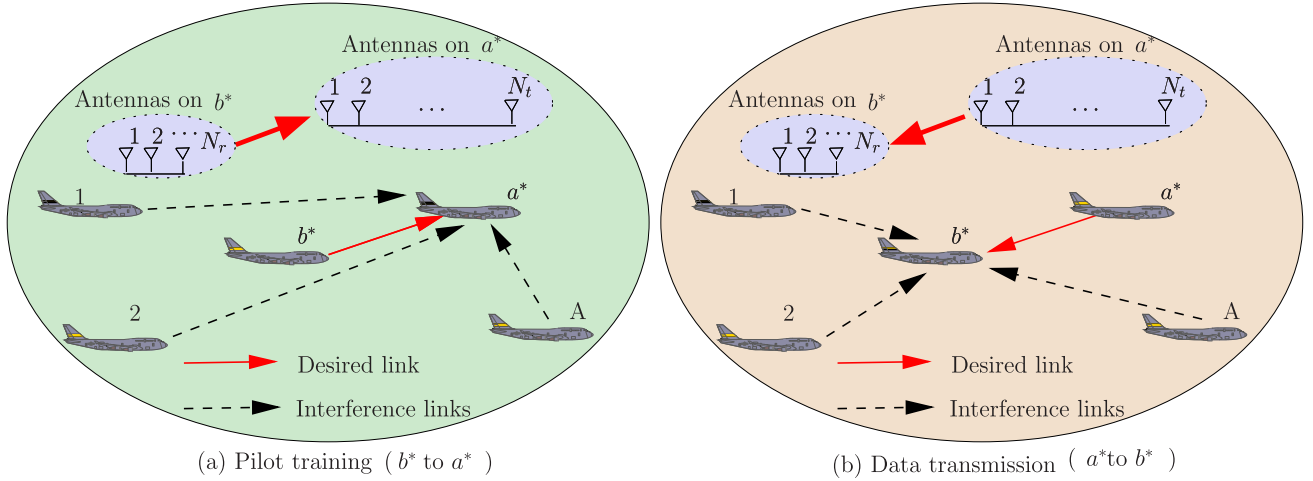 Antennas on a*
1 2 ... N_t
Antennas on b*
1 2 ... N_r
1
a*
b*
2
A
Desired link
Interference links
(a) Pilot training ( b* to a* )
Antennas on a*
1 2 ... N_t
Antennas on b*
1 2 ... N_r
1
a*
b*
2
A
Desired link
Interference links
(b) Data transmission ( a*to b* )